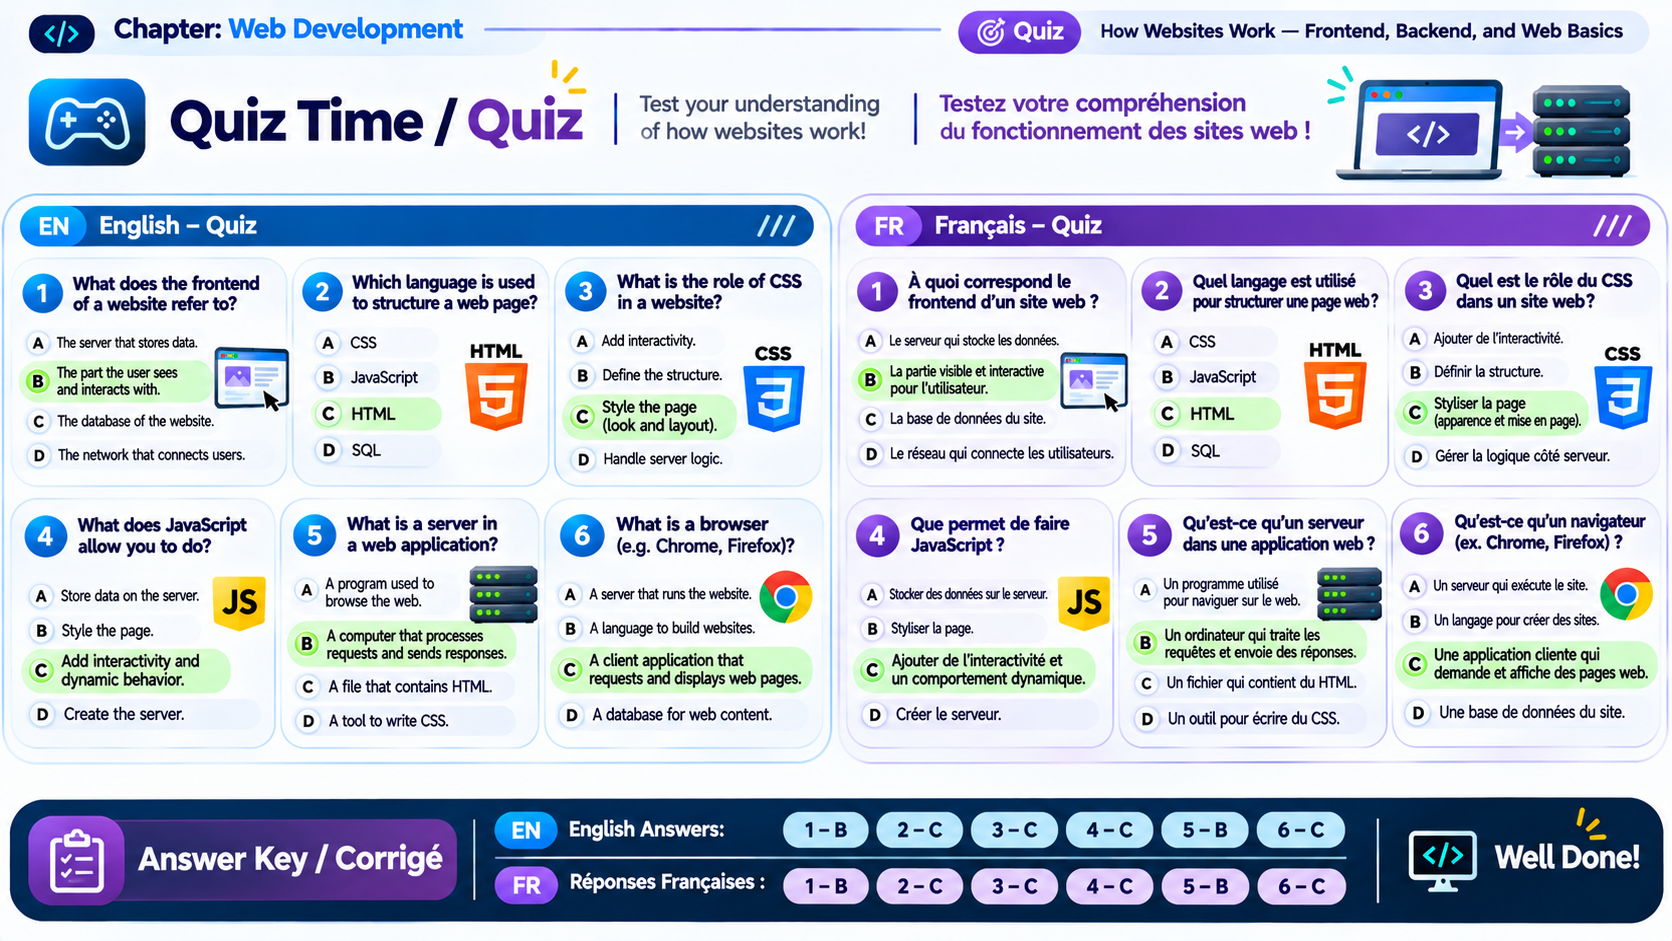 </> Chapter: Web Development
Quiz
How Websites Work — Frontend, Backend, and Web Basics
Quiz Time / Quiz
Test your understanding
of how websites work!
Testez votre compréhension
du fonctionnement des sites web !
</>
EN English – Quiz ///
1 What does the frontend
of a website refer to?
A The server that stores data.
B The part the user sees
and interacts with.
C The database of the website.
D The network that connects users.
2 Which language is used
to structure a web page?
A CSS
B JavaScript
C HTML
D SQL
HTML
5
3 What is the role of CSS
in a website?
A Add interactivity.
B Define the structure.
C Style the page
(look and layout).
D Handle server logic.
CSS
3
4 What does JavaScript
allow you to do?
A Store data on the server.
B Style the page.
C Add interactivity and
dynamic behavior.
D Create the server.
JS
5 What is a server in
a web application?
A A program used to
browse the web.
B A computer that processes
requests and sends responses.
C A file that contains HTML.
D A tool to write CSS.
6 What is a browser
(e.g. Chrome, Firefox)?
A A server that runs the website.
B A language to build websites.
C A client application that
requests and displays web pages.
D A database for web content.
FR Français – Quiz ///
1 À quoi correspond le
frontend d'un site web ?
A Le serveur qui stocke les données.
B La partie visible et interactive
pour l'utilisateur.
C La base de données du site.
D Le réseau qui connecte les utilisateurs.
2 Quel langage est utilisé
pour structurer une page web ?
A CSS
B JavaScript
C HTML
D SQL
HTML
5
3 Quel est le rôle du CSS
dans un site web ?
A Ajouter de l'interactivité.
B Définir la structure.
C Styliser la page
(apparence et mise en page).
D Gérer la logique côté serveur.
CSS
3
4 Que permet de faire
JavaScript ?
A Stocker des données sur le serveur.
B Styliser la page.
C Ajouter de l'interactivité et
un comportement dynamique.
D Créer le serveur.
JS
5 Qu'est-ce qu'un serveur
dans une application web ?
A Un programme utilisé
pour naviguer sur le web.
B Un ordinateur qui traite les
requêtes et envoie des réponses.
C Un fichier qui contient du HTML.
D Un outil pour écrire du CSS.
6 Qu'est-ce qu'un navigateur
(ex. Chrome, Firefox) ?
A Un serveur qui exécute le site.
B Un langage pour créer des sites.
C Une application cliente qui
demande et affiche des pages web.
D Une base de données du site.
Answer Key / Corrigé
EN English Answers: 1 – B 2 – C 3 – C 4 – C 5 – B 6 – C
FR Réponses Françaises : 1 – B 2 – C 3 – C 4 – C 5 – B 6 – C
</> Well Done!